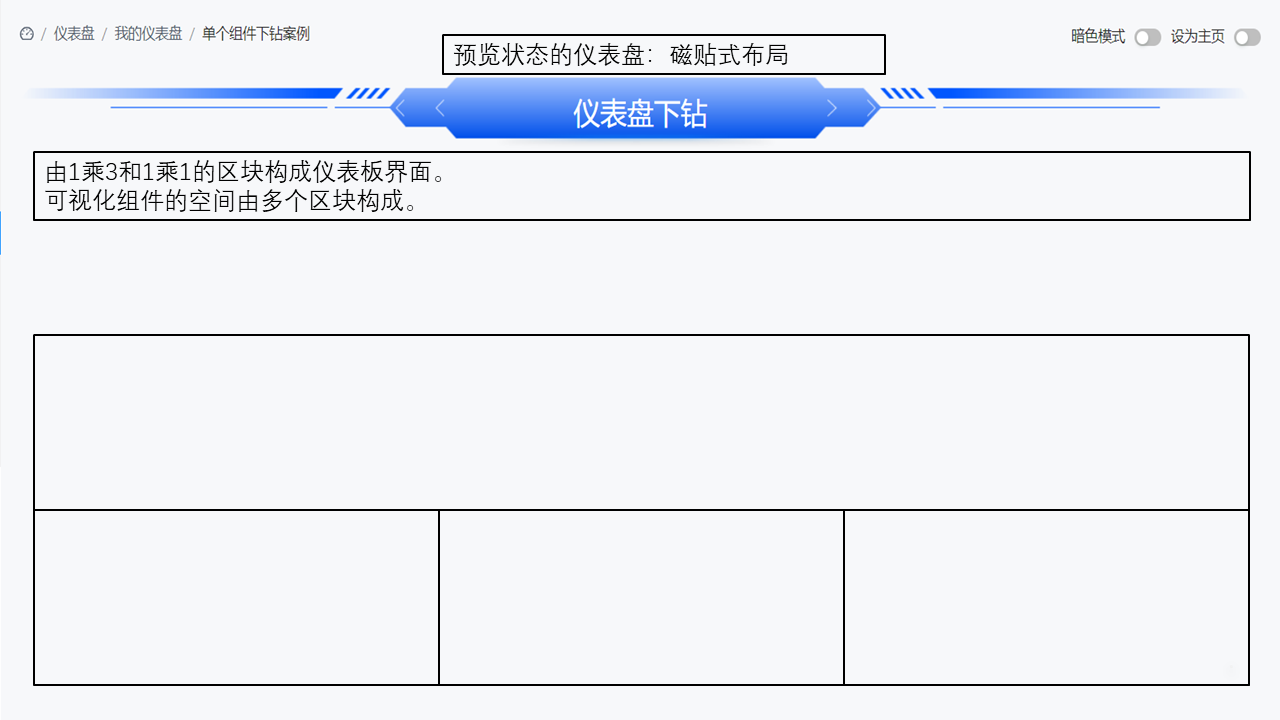 / 仪表盘 / 我的仪表盘 / 单个组件下钻案例
暗色模式 设为主页
预览状态的仪表盘：磁贴式布局
仪表盘下钻
由1乘3和1乘1的区块构成仪表板界面。
可视化组件的空间由多个区块构成。